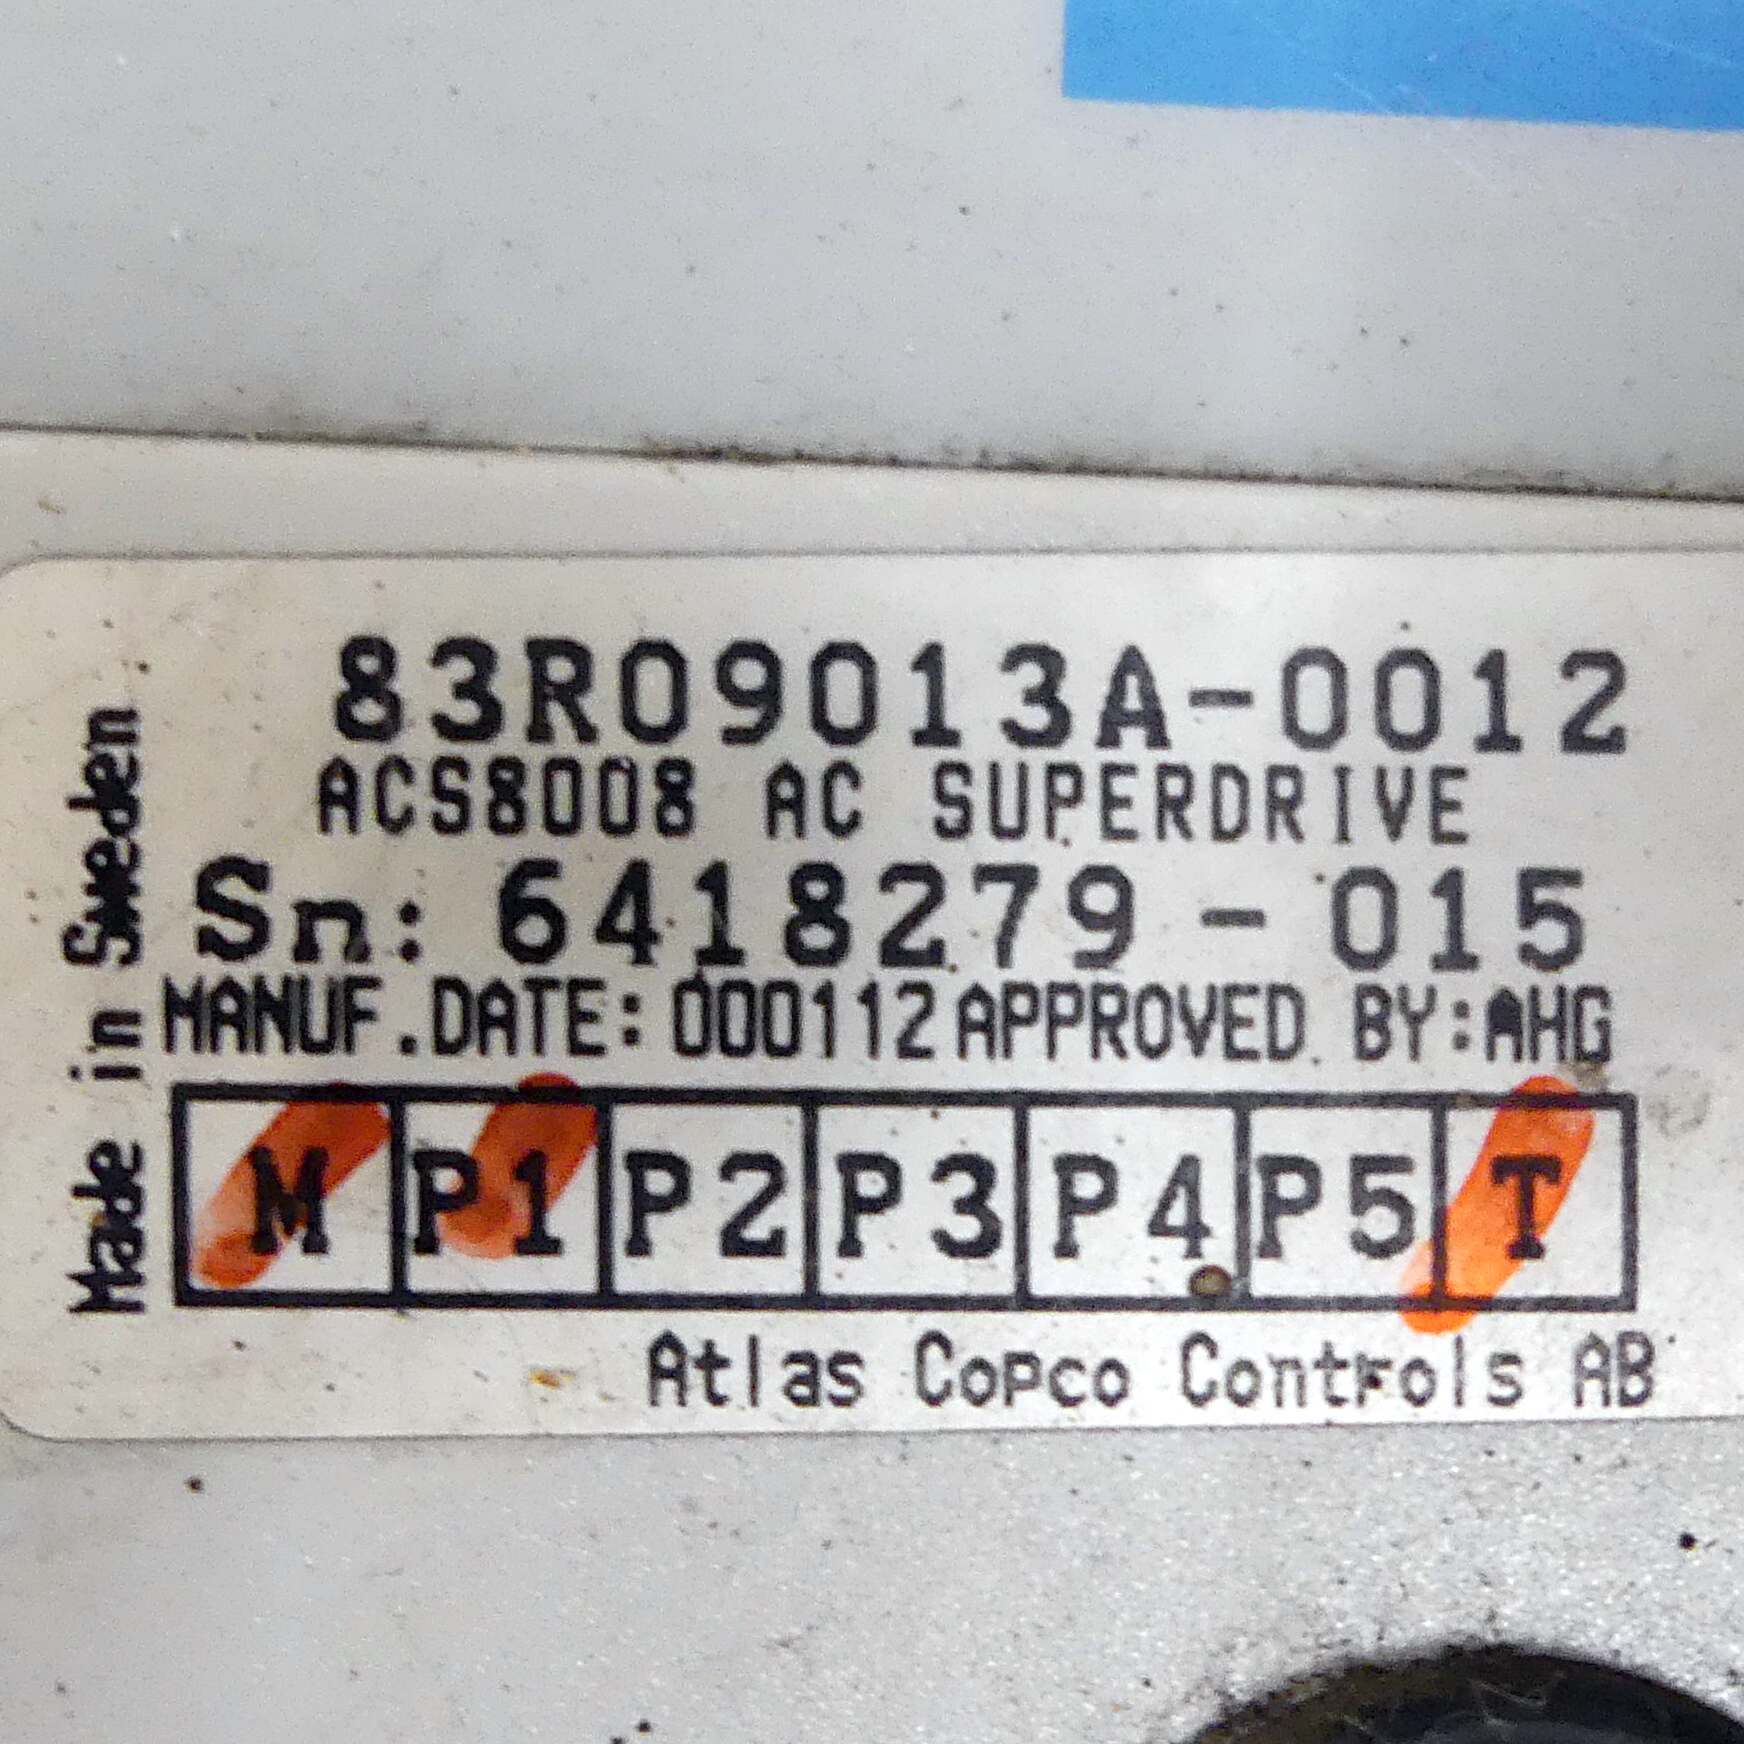 83R09013A-0012
ACS8008 AC SUPERDRIVE
Sn: 6418279-015
MANUF.DATE: 000112 APPROVED BY:AHG
M P1 P2 P3 P4 P5 T
Atlas Copco Controls AB
Made in Sweden